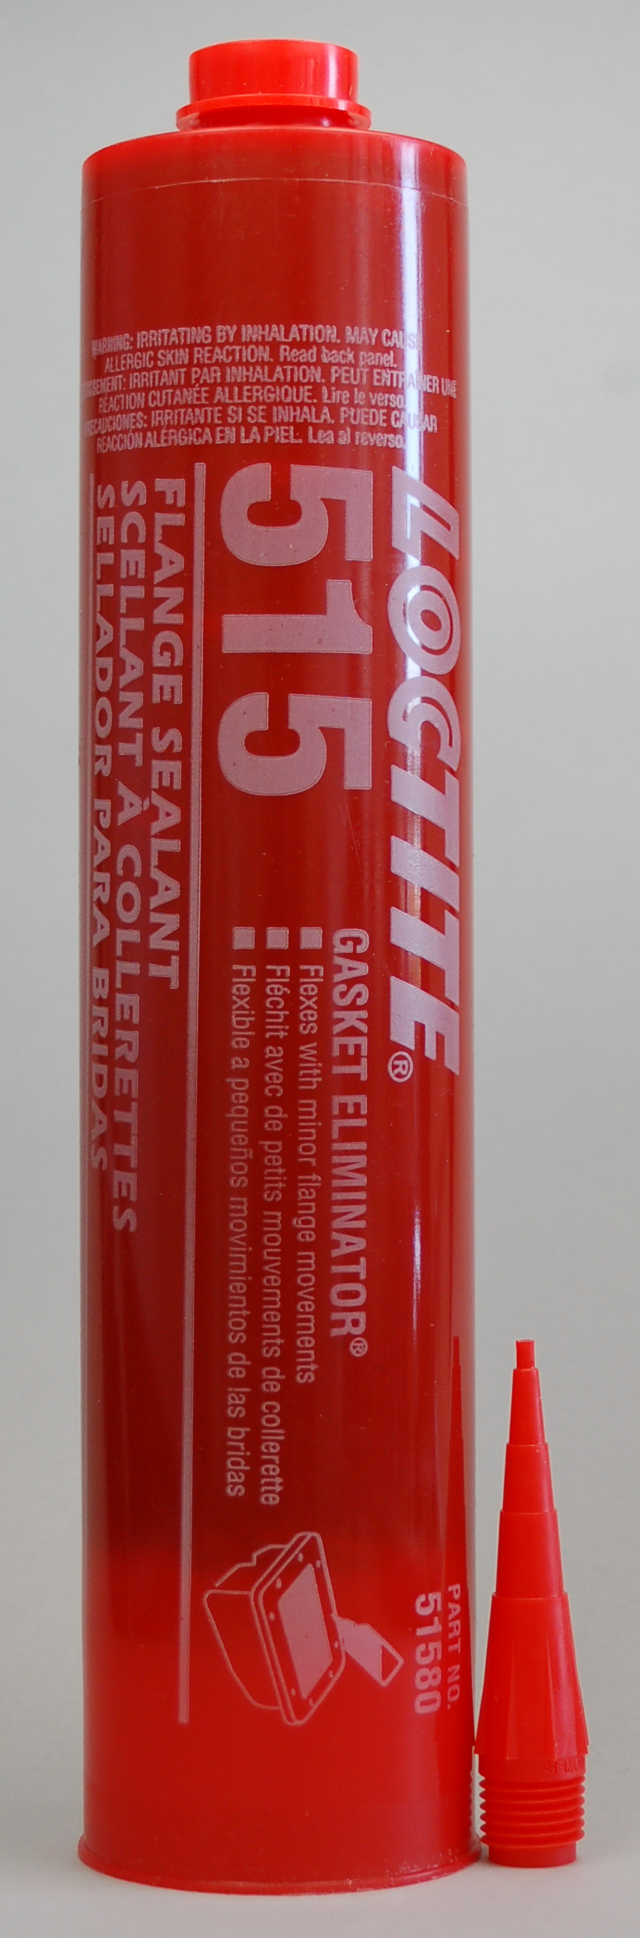 WARNING: IRRITATING BY INHALATION. MAY CAUSE
ALLERGIC SKIN REACTION. Read back panel.
IRRITANT PAR INHALATION. PEUT ENTRAÎNER UNE
RÉACTION CUTANÉE ALLERGIQUE. Lire le verso.
PRECAUCIONES: IRRITANTE SI SE INHALA. PUEDE CAUSAR
REACCIÓN ALÉRGICA EN LA PIEL. Lea al reverso.
LOCTITE®
515
GASKET ELIMINATOR®
■ Flexes with minor flange movements
■ Fléchit avec de petits mouvements de collerette
■ Flexible a pequeños movimientos de las bridas
FLANGE SEALANT
SCELLANT À COLLERETTES
SELLADOR PARA BRIDAS
PART NO.
51580